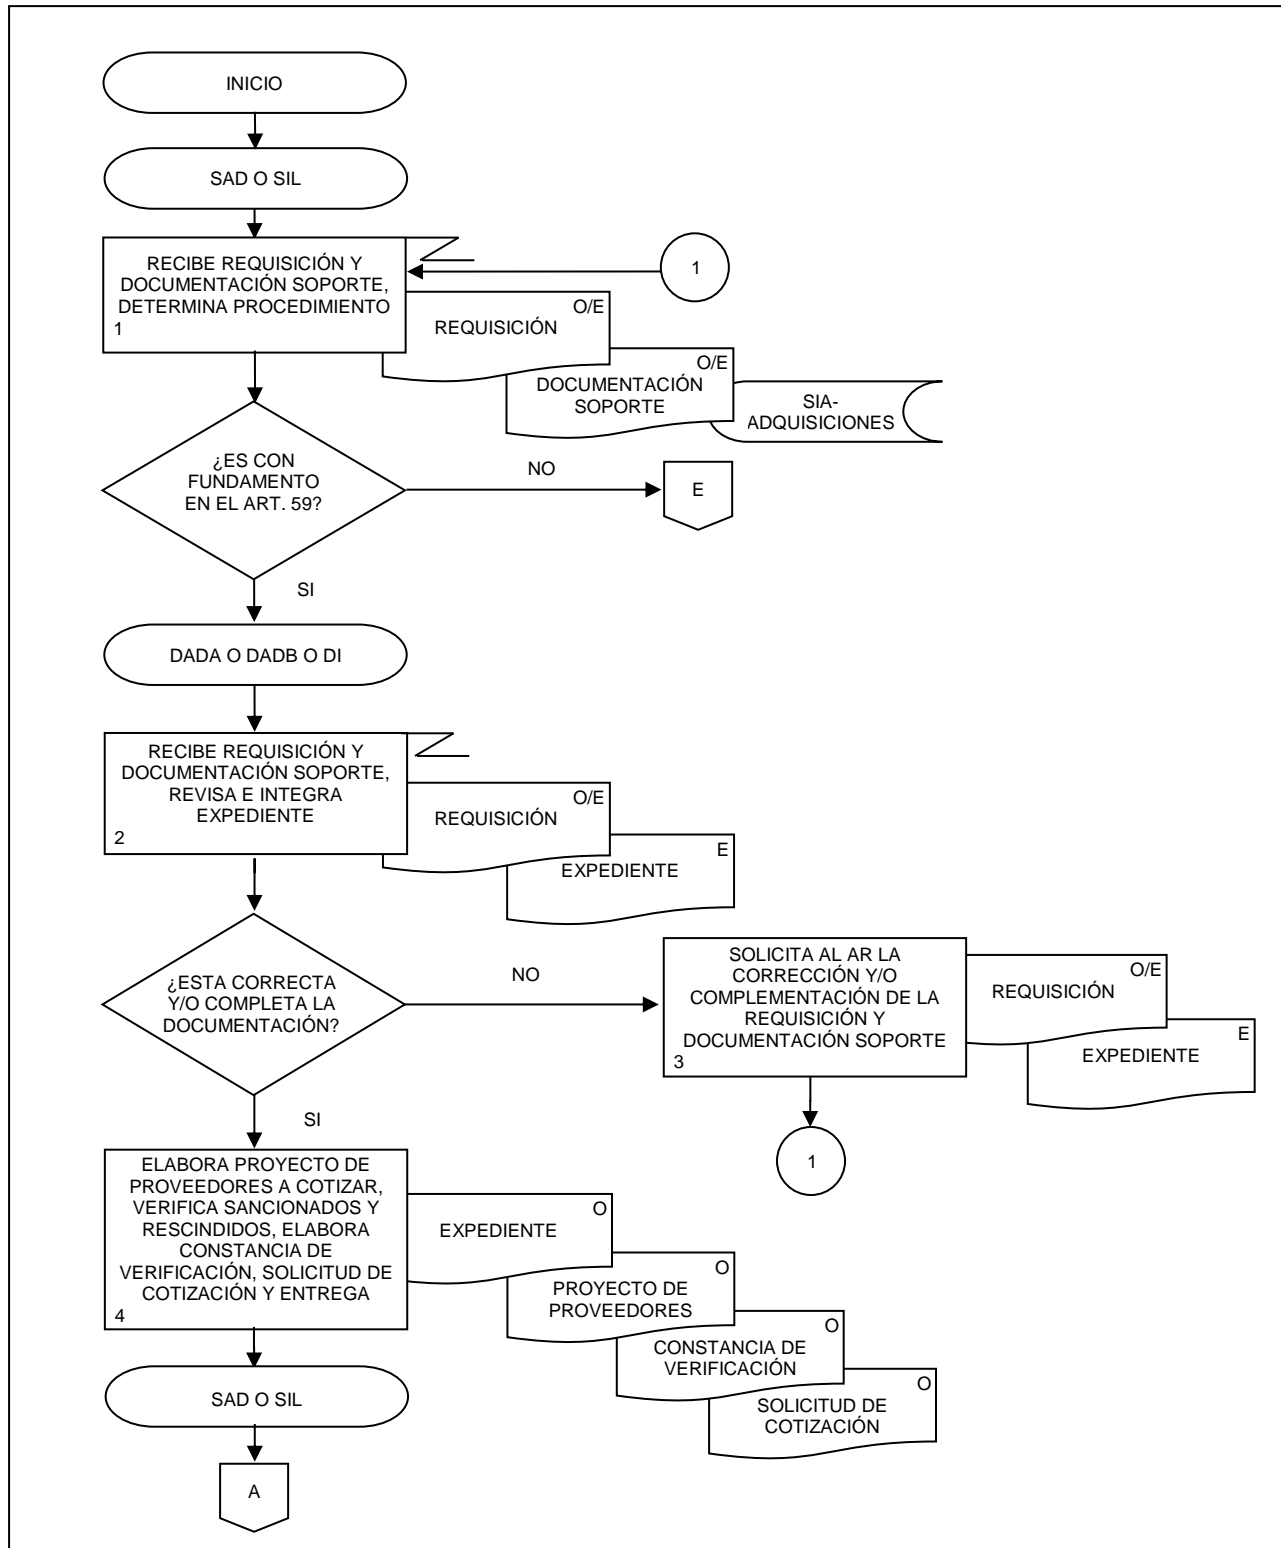 INICIO
SAD O SIL
RECIBE REQUISICIÓN Y
DOCUMENTACIÓN SOPORTE,
DETERMINA PROCEDIMIENTO
1
1
O/E
REQUISICIÓN
O/E
DOCUMENTACIÓN
SOPORTE
SIA-
ADQUISICIONES
¿ES CON
FUNDAMENTO
EN EL ART. 59?
NO
E
SI
DADA O DADB O DI
RECIBE REQUISICIÓN Y
DOCUMENTACIÓN SOPORTE,
REVISA E INTEGRA
EXPEDIENTE
2
O/E
REQUISICIÓN
E
EXPEDIENTE
¿ESTA CORRECTA
Y/O COMPLETA LA
DOCUMENTACIÓN?
NO
SOLICITA AL AR LA
CORRECCIÓN Y/O
COMPLEMENTACIÓN DE LA
REQUISICIÓN Y
DOCUMENTACIÓN SOPORTE
3
O/E
REQUISICIÓN
E
EXPEDIENTE
1
SI
ELABORA PROYECTO DE
PROVEEDORES A COTIZAR,
VERIFICA SANCIONADOS Y
RESCINDIDOS, ELABORA
CONSTANCIA DE
VERIFICACIÓN, SOLICITUD DE
COTIZACIÓN Y ENTREGA
4
O
EXPEDIENTE
O
PROYECTO DE
PROVEEDORES
O
CONSTANCIA DE
VERIFICACIÓN
O
SOLICITUD DE
COTIZACIÓN
SAD O SIL
A